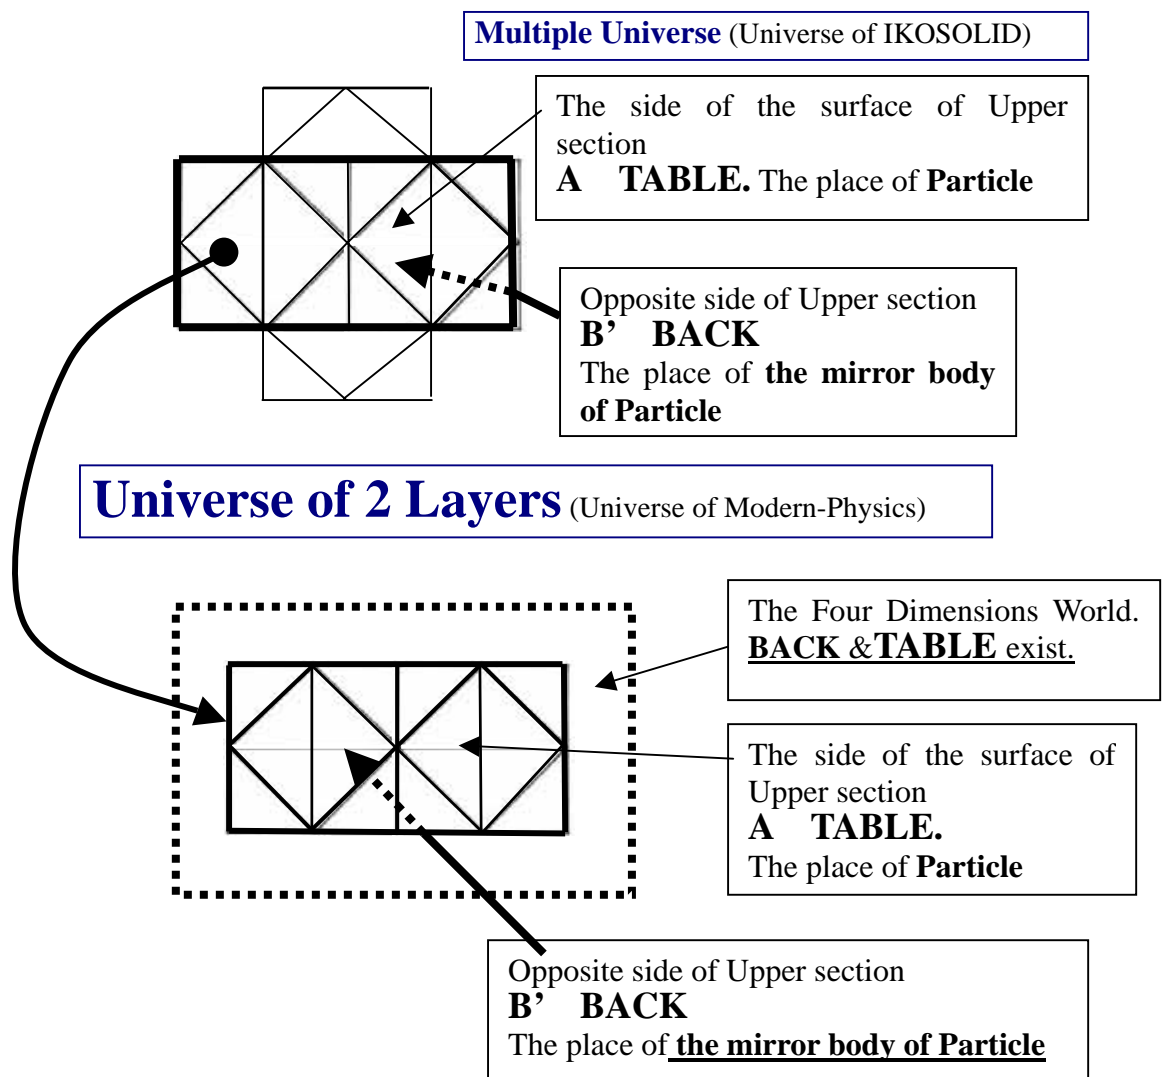 Multiple Universe (Universe of IKOSOLID)
The side of the surface of Upper
section
A TABLE. The place of Particle
Opposite side of Upper section
B’ BACK
The place of the mirror body
of Particle
Universe of 2 Layers (Universe of Modern-Physics)
The Four Dimensions World.
BACK &TABLE exist.
The side of the surface of
Upper section
A TABLE.
The place of Particle
Opposite side of Upper section
B’ BACK
The place of the mirror body of Particle